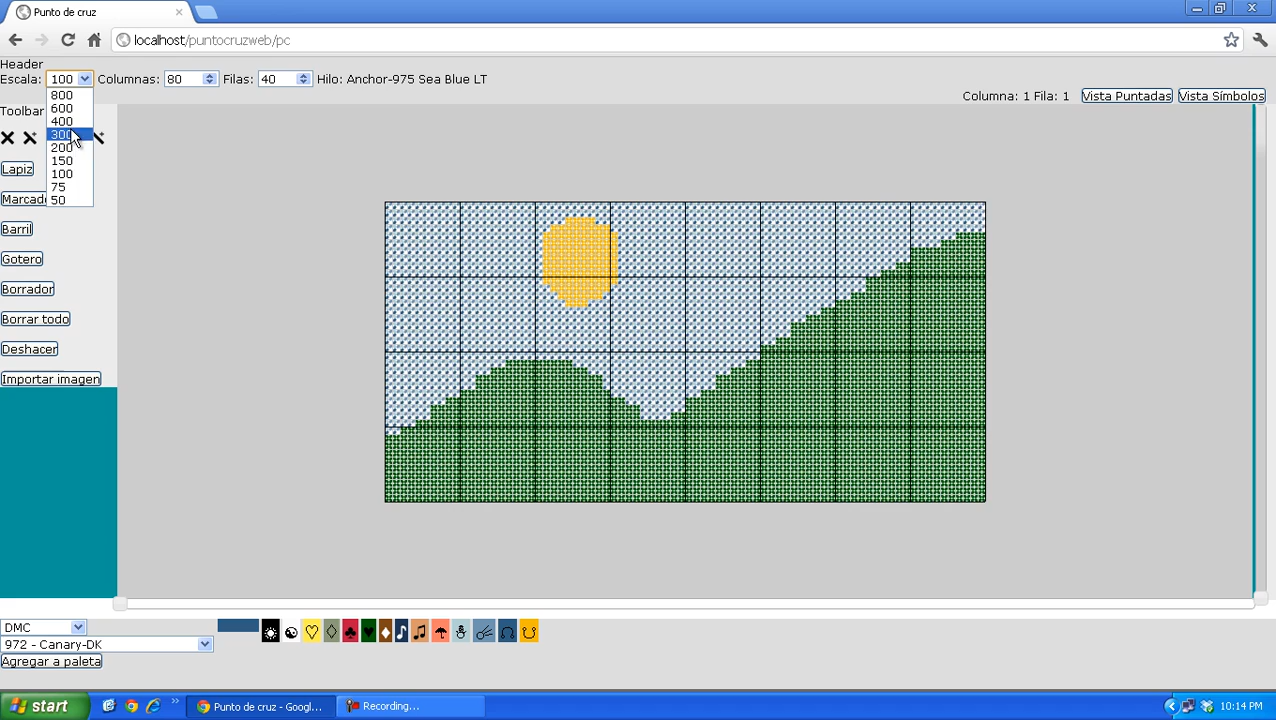 Punto de cruz
localhost/puntocruzweb/pc
Header
Escala: 100 Columnas: 80 Filas: 40 Hilo: Anchor-975 Sea Blue LT
800
600
400
300
200
150
100
75
50
Columna: 1 Fila: 1 Vista Puntadas Vista Símbolos
Toolbar
Lapiz
Barril
Gotero
Borrador
Borrar todo
Deshacer
Importar imagen
DMC
972 - Canary-DK
Agregar a paleta
start
Punto de cruz - Googl...
Recording...
10:14 PM